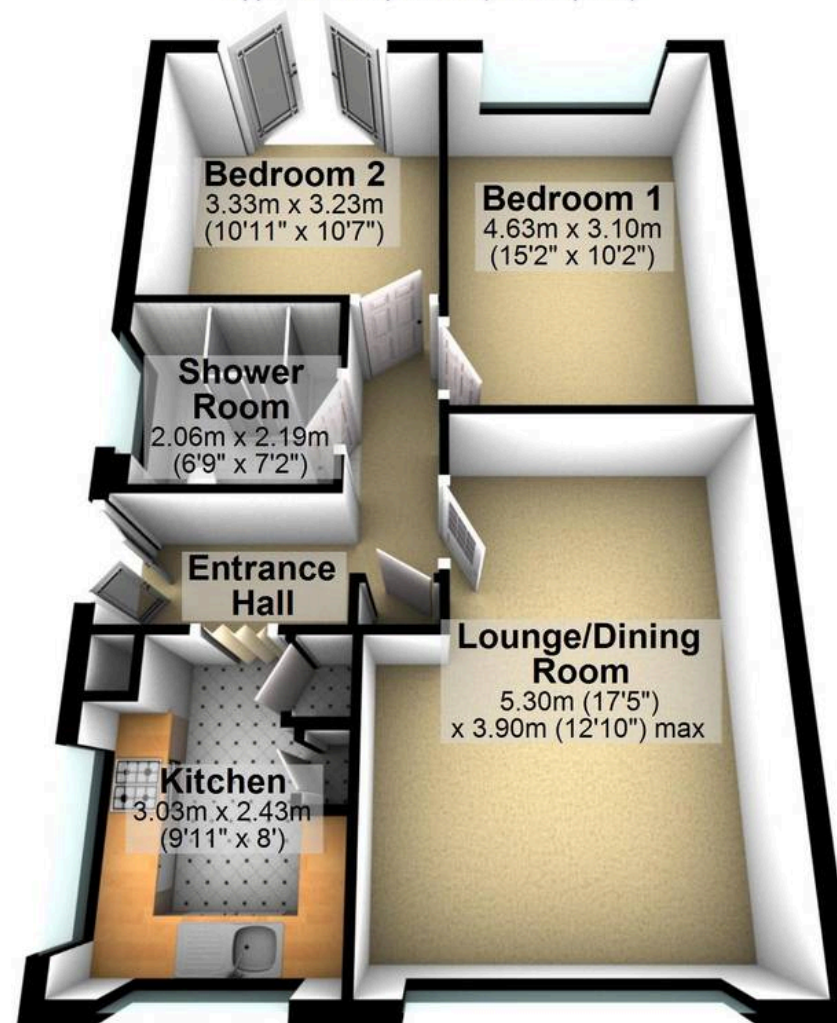 Bedroom 2
3.33m x 3.23m
(10'11" x 10'7")
Bedroom 1
4.63m x 3.10m
(15'2" x 10'2")
Shower
Room
2.06m x 2.19m
(6'9" x 7'2")
Entrance
Hall
Lounge/Dining
Room
5.30m (17'5")
x 3.90m (12'10") max
Kitchen
3.03m x 2.43m
(9'11" x 8')